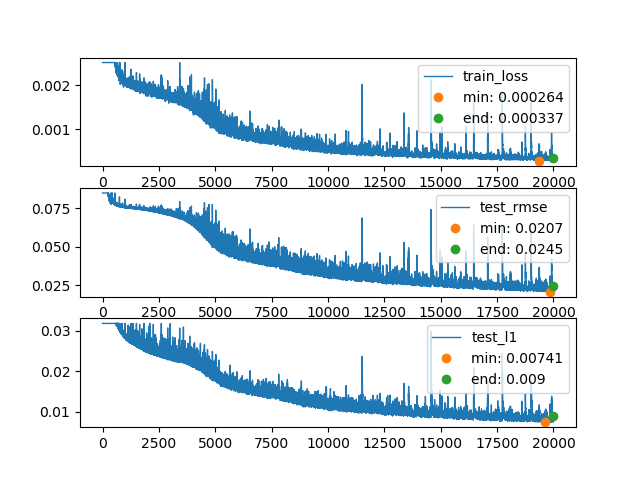 0.002
0.001
train_loss
min: 0.000264
end: 0.000337
0 2500 5000 7500 10000 12500 15000 17500 20000
0.075
0.050
0.025
test_rmse
min: 0.0207
end: 0.0245
0 2500 5000 7500 10000 12500 15000 17500 20000
0.03
0.02
0.01
test_l1
min: 0.00741
end: 0.009
0 2500 5000 7500 10000 12500 15000 17500 20000